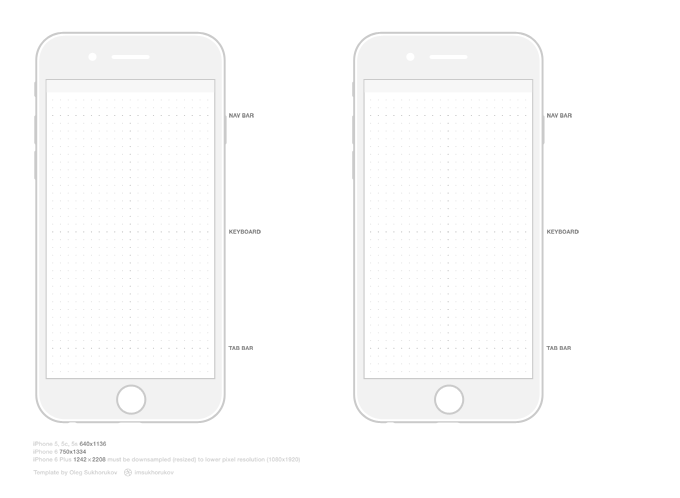 NAV BAR NAV BAR
KEYBOARD KEYBOARD
TAB BAR TAB BAR
iPhone 5, 5c, 5s 640x1136
iPhone 6 750x1334
iPhone 6 Plus 1242 x 2208 must be downsampled (resized) to lower pixel resolution (1080x1920)
Template by Oleg Sukhorukov imsukhorukov